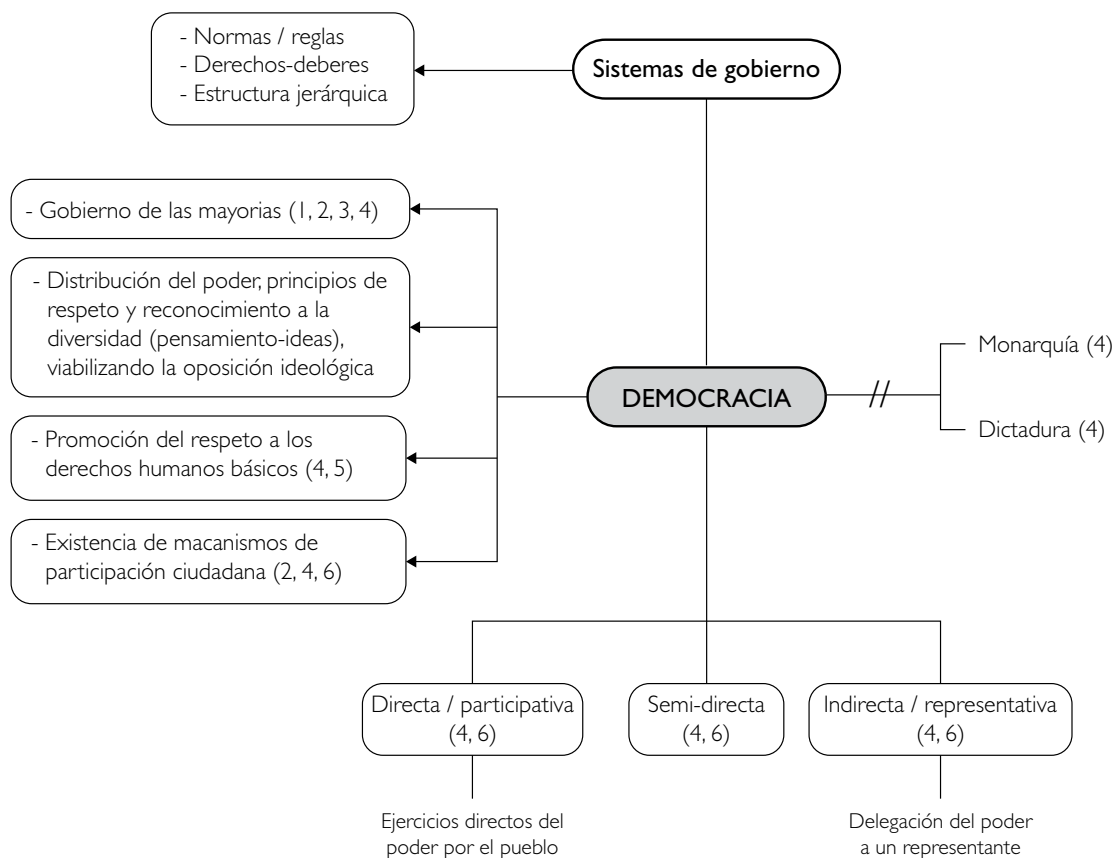 - Normas / reglas
- Derechos-deberes
- Estructura jerárquica
Sistemas de gobierno
- Gobierno de las mayorias (1, 2, 3, 4)
- Distribución del poder, principios de
respeto y reconocimiento a la
diversidad (pensamiento-ideas),
viabilizando la oposición ideológica
- Promoción del respeto a los
derechos humanos básicos (4, 5)
- Existencia de macanismos de
participación ciudadana (2, 4, 6)
DEMOCRACIA
//
Monarquía (4)
Dictadura (4)
Directa / participativa
(4, 6)
Semi-directa
(4, 6)
Indirecta / representativa
(4, 6)
Ejercicios directos del
poder por el pueblo
Delegación del poder
a un representante